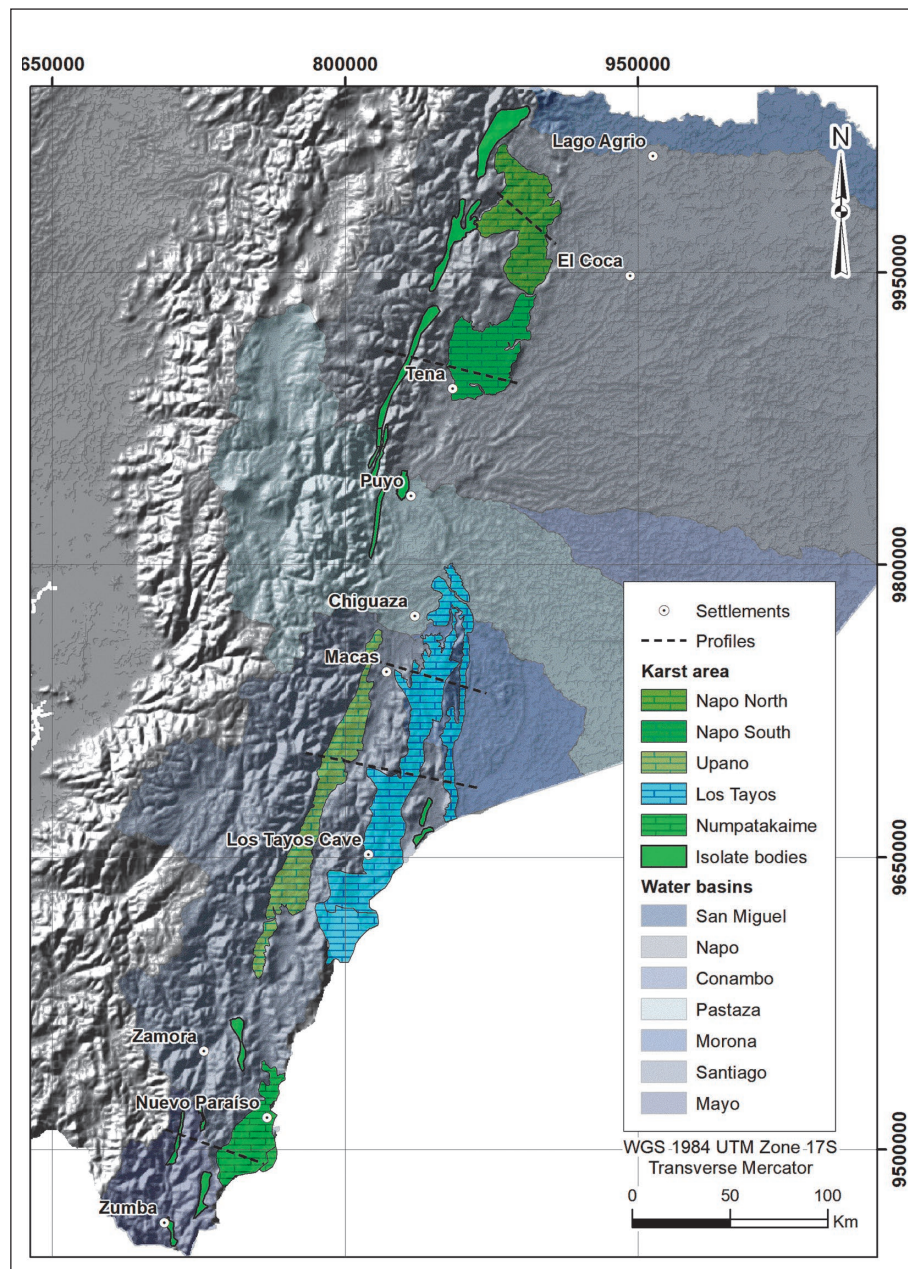 650000
800000
950000
Lago Agrio
N
El Coca
9950000
Tena
Puyo
9800000
Chiguaza
Macas
Los Tayos Cave
9650000
Zamora
Nuevo Paraíso
9500000
Zumba
Settlements
Profiles
Karst area
Napo North
Napo South
Upano
Los Tayos
Numpatakaime
Isolate bodies
Water basins
San Miguel
Napo
Conambo
Pastaza
Morona
Santiago
Mayo
WGS 1984 UTM Zone 17S
Transverse Mercator
0 50 100
Km